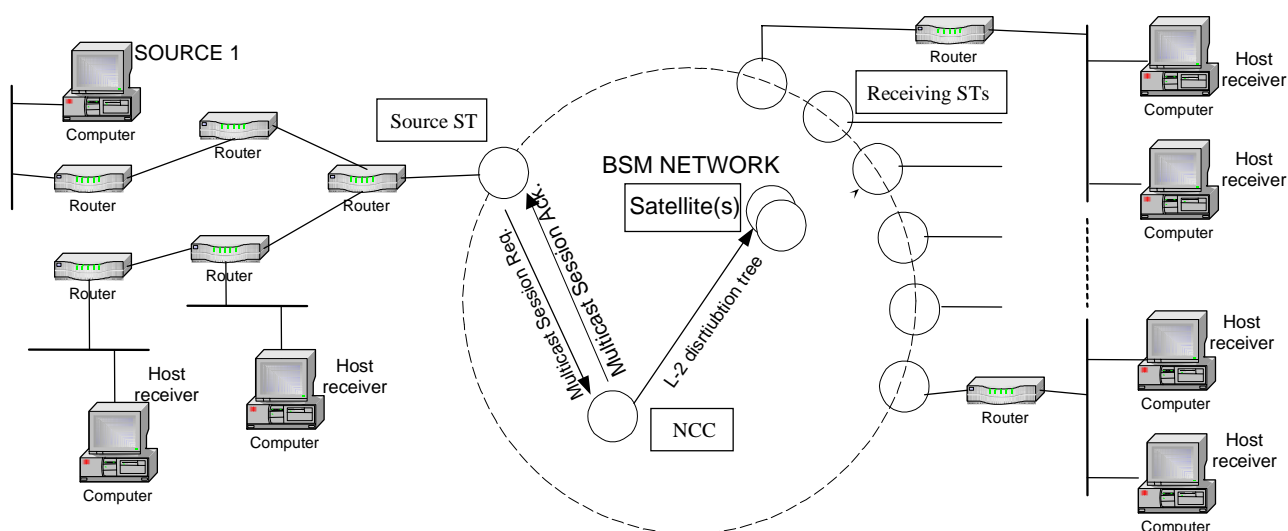 SOURCE 1
Computer
Router
Router
Router
Router
Router
Host
receiver
Computer
Host
receiver
Computer
Source ST
BSM NETWORK
Satellite(s)
Multicast Session Req.
Multicast Session Ack.
L-2 disrtiubtion tree
NCC
Receiving STs
Router
Host
receiver
Computer
Host
receiver
Computer
Router
Host
receiver
Computer
Host
receiver
Computer